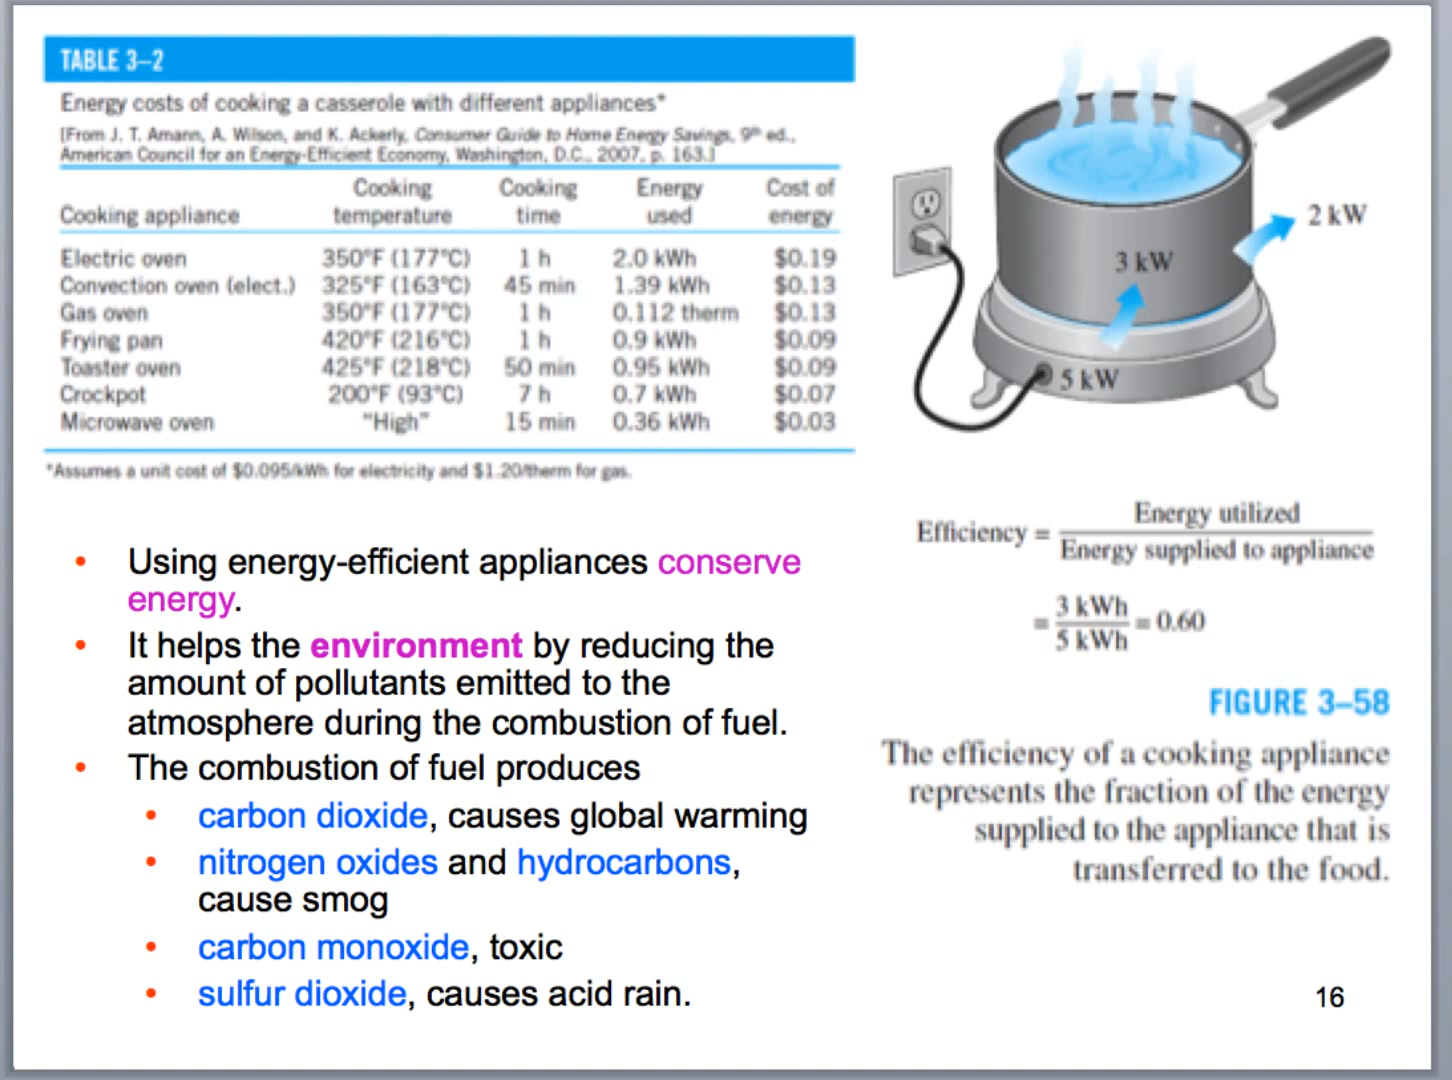 TABLE 3–2
Energy costs of cooking a casserole with different appliances*
[From J. T. Amann, A. Wilson, and K. Ackerly, Consumer Guide to Home Energy Savings, 9th ed.,
American Council for an Energy-Efficient Economy, Washington, D.C., 2007, p. 163.]
Cooking appliance Cooking temperature Cooking time Energy used Cost of energy
Electric oven 350°F (177°C) 1 h 2.0 kWh $0.19
Convection oven (elect.) 325°F (163°C) 45 min 1.39 kWh $0.13
Gas oven 350°F (177°C) 1 h 0.112 therm $0.13
Frying pan 420°F (216°C) 1 h 0.9 kWh $0.09
Toaster oven 425°F (218°C) 50 min 0.95 kWh $0.09
Crockpot 200°F (93°C) 7 h 0.7 kWh $0.07
Microwave oven "High" 15 min 0.36 kWh $0.03
*Assumes a unit cost of $0.095/kWh for electricity and $1.20/therm for gas.
• Using energy-efficient appliances conserve
energy.
• It helps the environment by reducing the
amount of pollutants emitted to the
atmosphere during the combustion of fuel.
• The combustion of fuel produces
• carbon dioxide, causes global warming
• nitrogen oxides and hydrocarbons,
cause smog
• carbon monoxide, toxic
• sulfur dioxide, causes acid rain.
2 kW
3 kW
5 kW
Efficiency = Energy utilized / Energy supplied to appliance
= 3 kWh / 5 kWh = 0.60
FIGURE 3–58
The efficiency of a cooking appliance
represents the fraction of the energy
supplied to the appliance that is
transferred to the food.
16